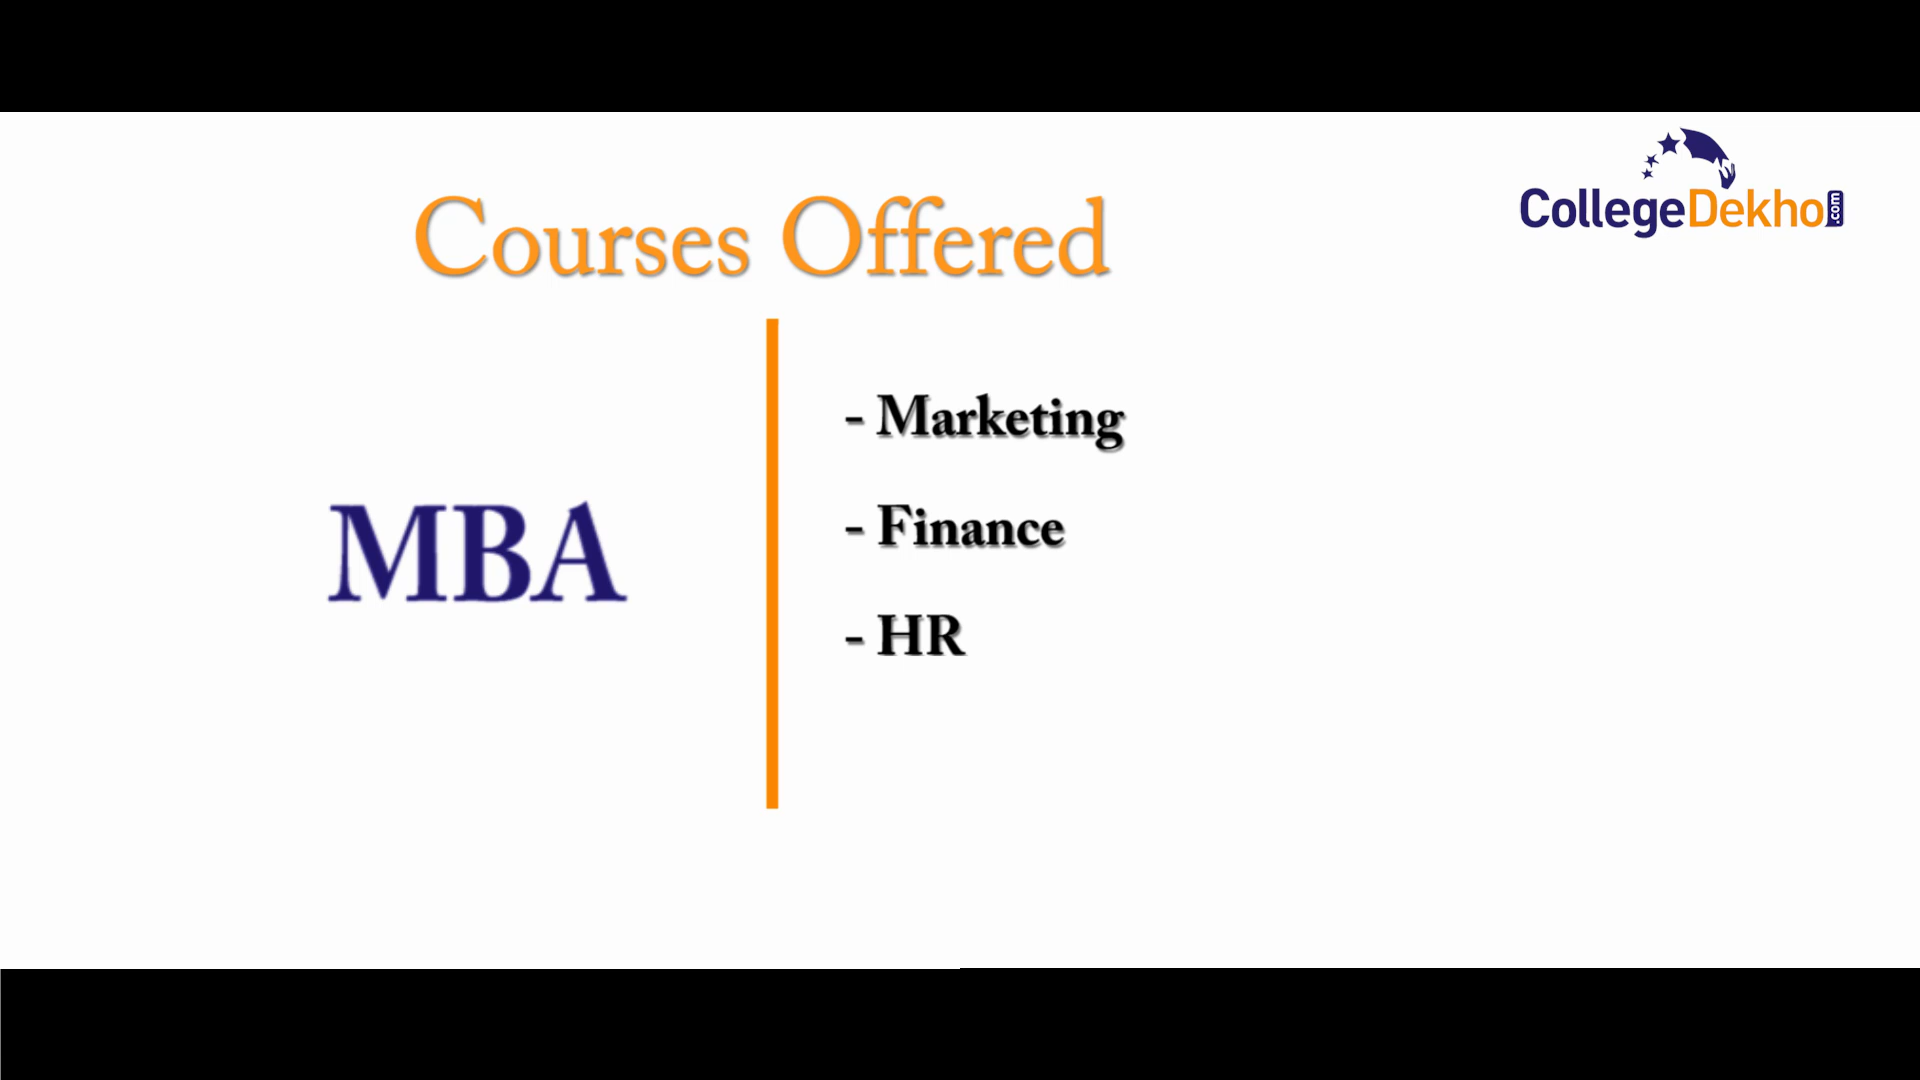 CollegeDekho.com
Courses Offered
MBA
- Marketing
- Finance
- HR